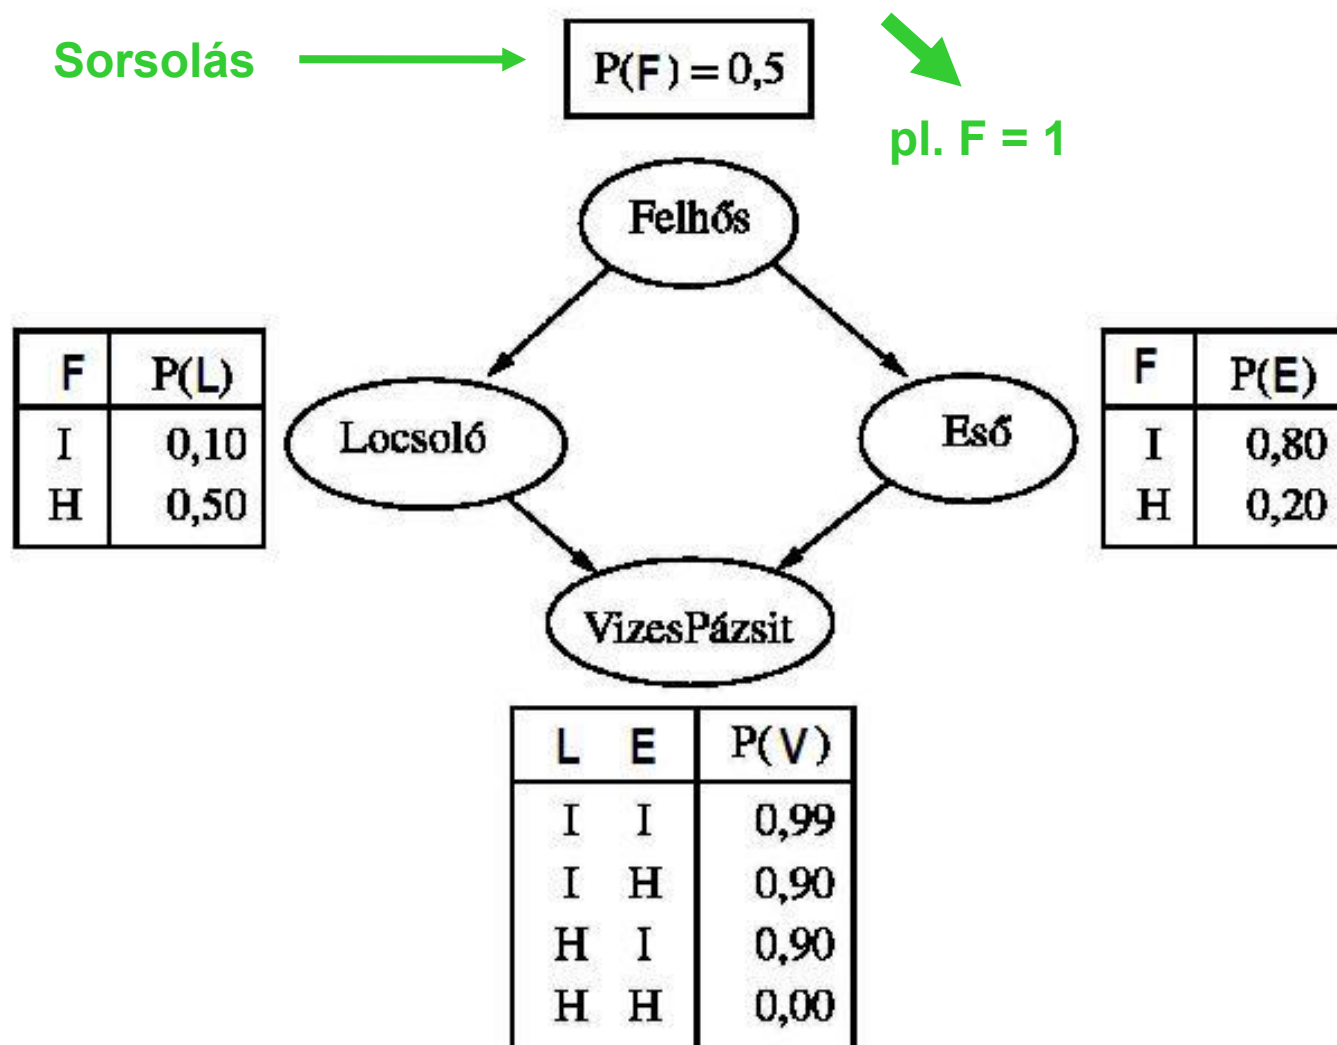 Sorsolás
P(F) = 0,5
pl. F = 1
Felhős
F P(L)
I 0,10
H 0,50
Locsoló
Eső
F P(E)
I 0,80
H 0,20
VizesPázsit
L E P(V)
I I 0,99
I H 0,90
H I 0,90
H H 0,00